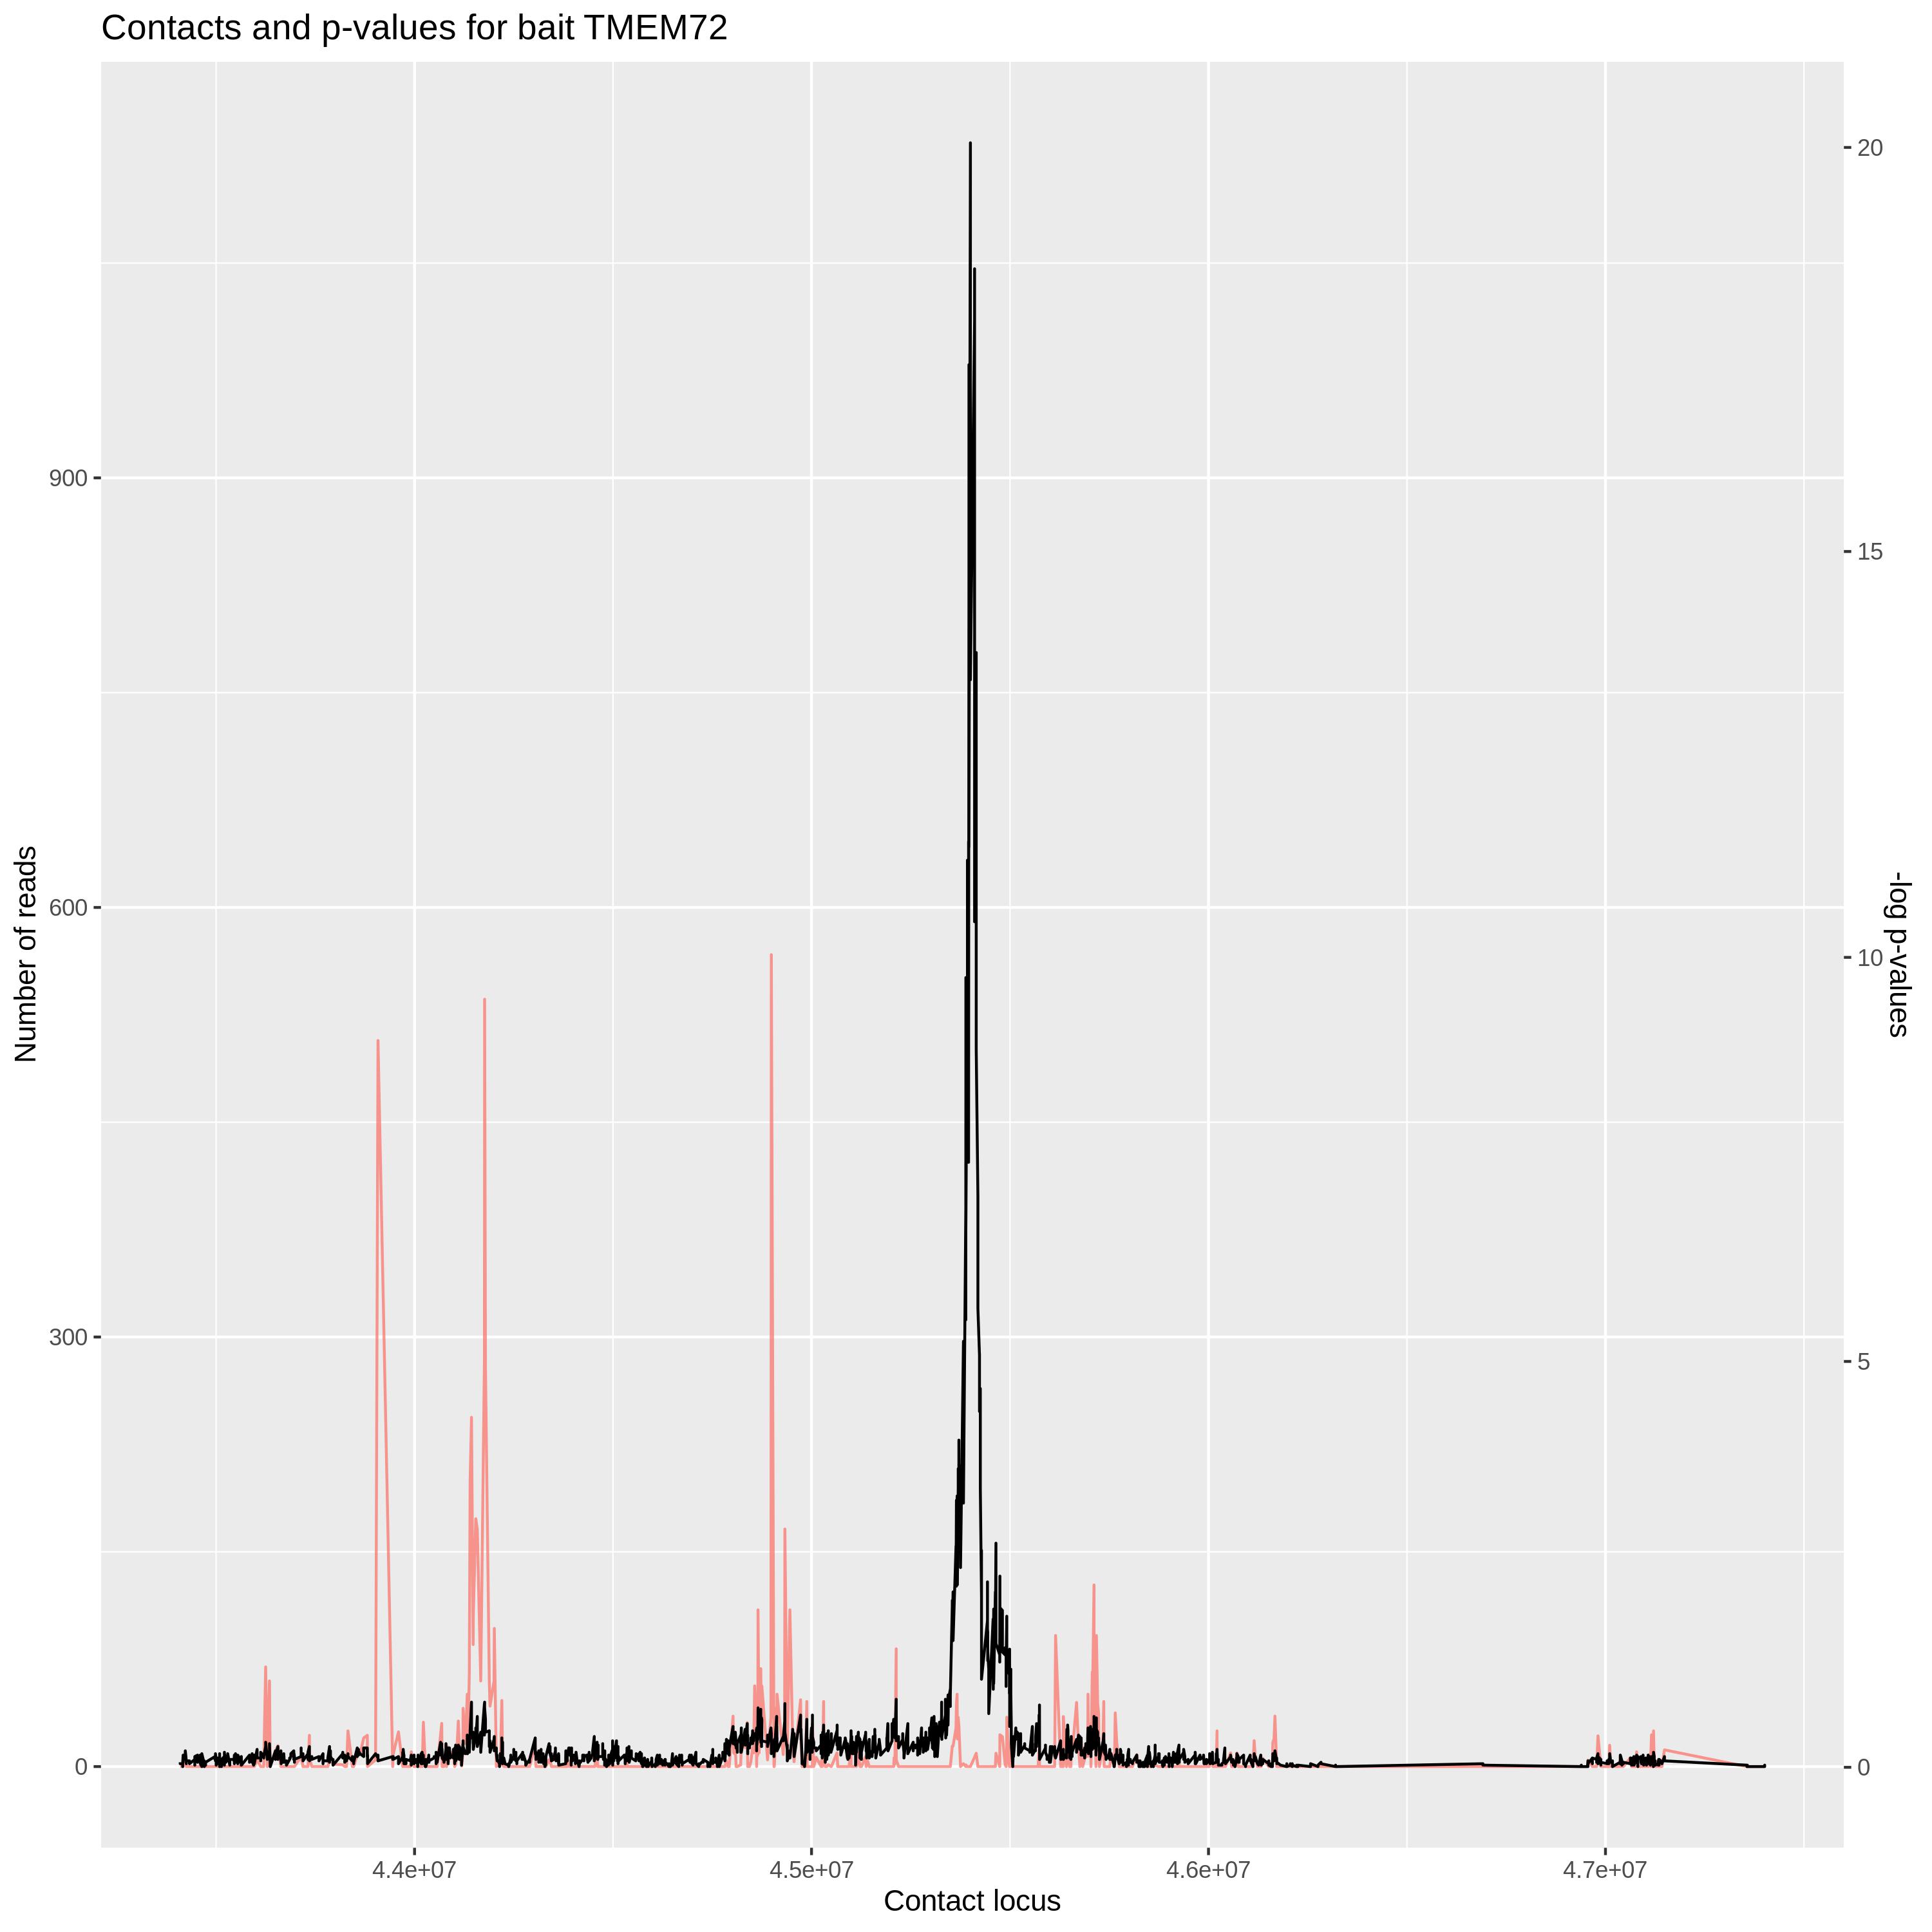 Contacts and p-values for bait TMEM72
Number of reads
900
600
300
0
20
15
10
5
0
-log p-values
4.4e+07 4.5e+07 4.6e+07 4.7e+07
Contact locus